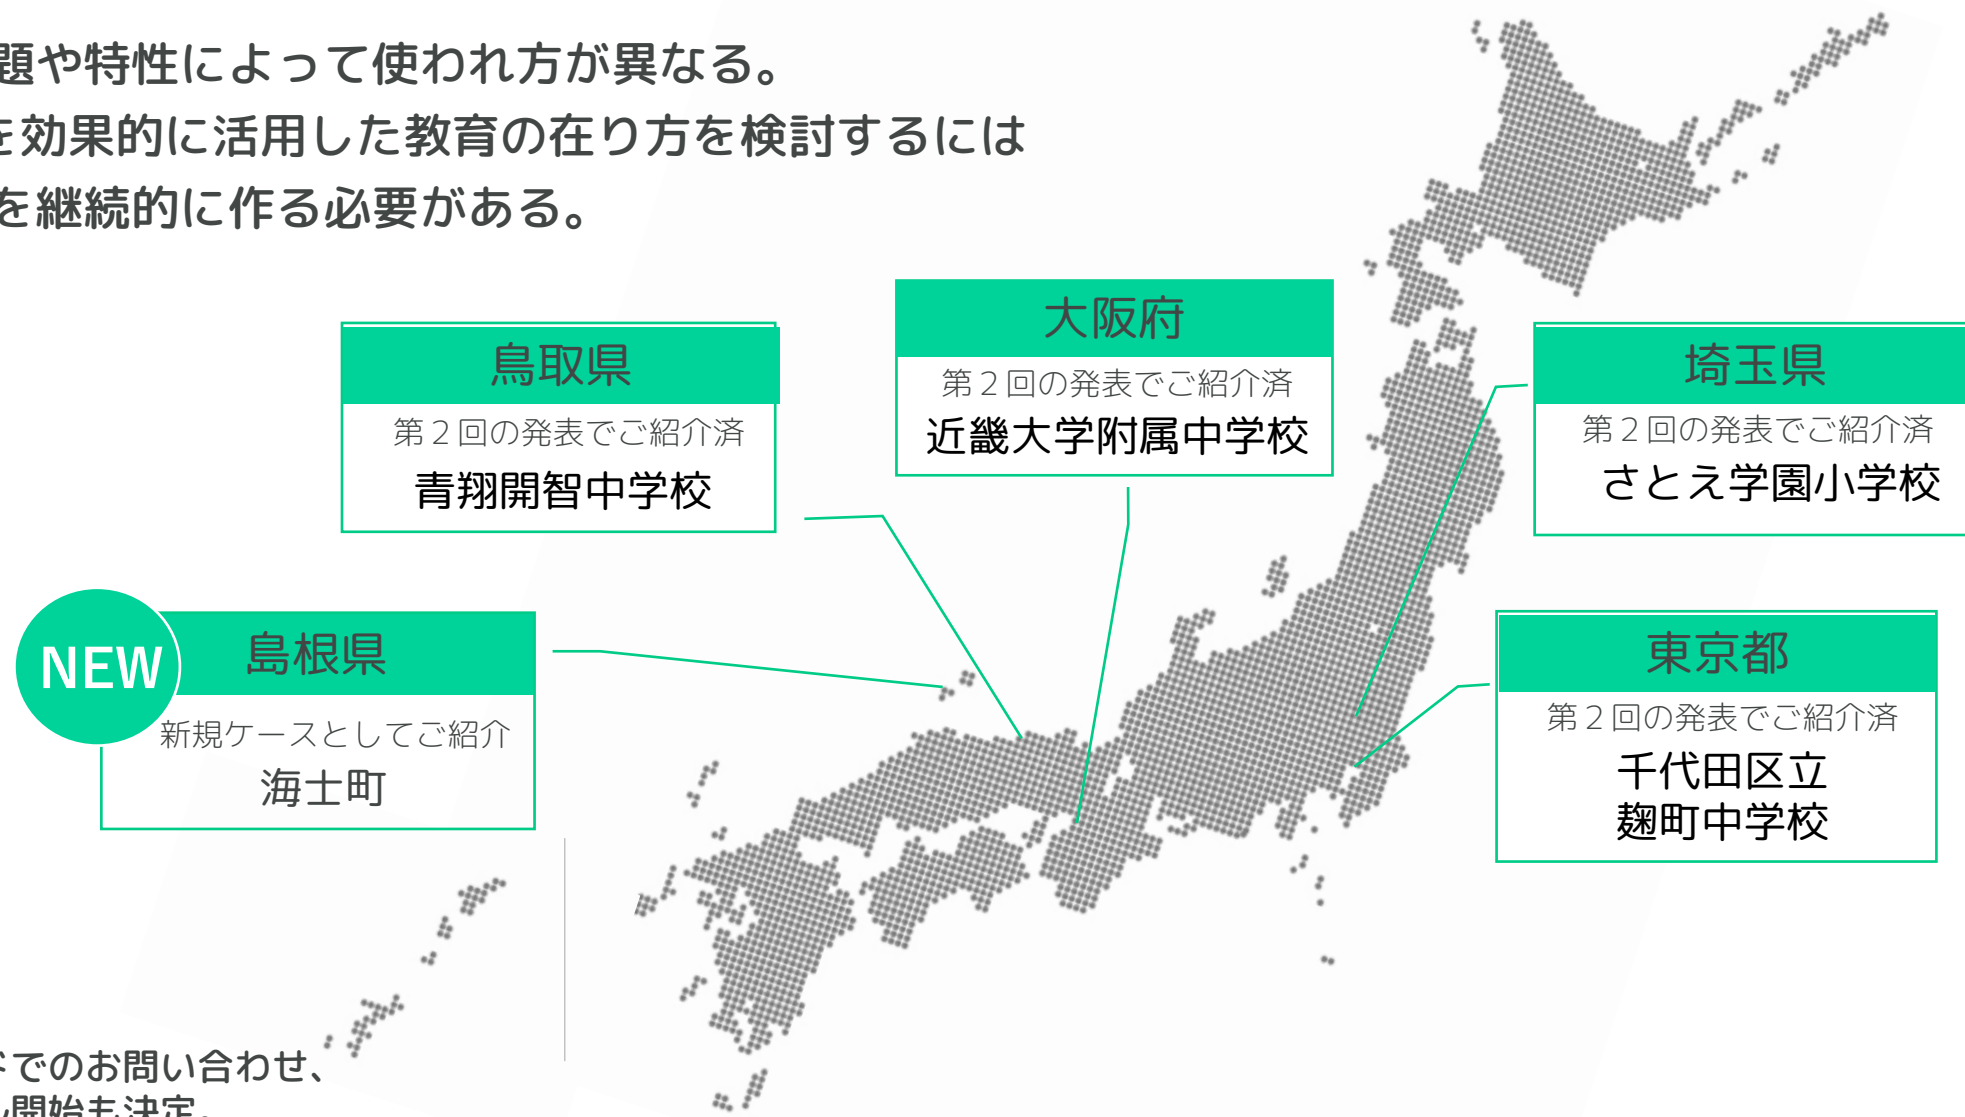 題や特性によって使われ方が異なる。
を効果的に活用した教育の在り方を検討するには
を継続的に作る必要がある。
大阪府
第２回の発表でご紹介済
近畿大学附属中学校
鳥取県
第２回の発表でご紹介済
青翔開智中学校
埼玉県
第２回の発表でご紹介済
さとえ学園小学校
NEW
島根県
新規ケースとしてご紹介
海士町
東京都
第２回の発表でご紹介済
千代田区立
麹町中学校
でのお問い合わせ、
開始も決定。